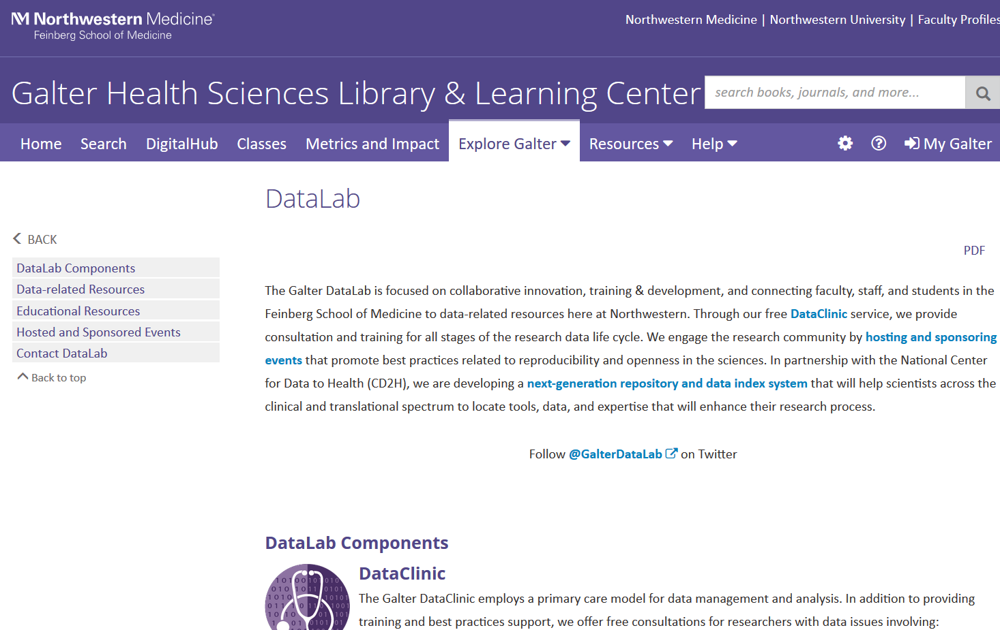 Northwestern Medicine®
Feinberg School of Medicine
Northwestern Medicine | Northwestern University | Faculty Profiles
Galter Health Sciences Library & Learning Center
search books, journals, and more...
Home Search DigitalHub Classes Metrics and Impact Explore Galter Resources Help My Galter
DataLab
BACK
PDF
DataLab Components
Data-related Resources
Educational Resources
Hosted and Sponsored Events
Contact DataLab
Back to top
The Galter DataLab is focused on collaborative innovation, training & development, and connecting faculty, staff, and students in the
Feinberg School of Medicine to data-related resources here at Northwestern. Through our free DataClinic service, we provide
consultation and training for all stages of the research data life cycle. We engage the research community by hosting and sponsoring
events that promote best practices related to reproducibility and openness in the sciences. In partnership with the National Center
for Data to Health (CD2H), we are developing a next-generation repository and data index system that will help scientists across the
clinical and translational spectrum to locate tools, data, and expertise that will enhance their research process.
Follow @GalterDataLab on Twitter
DataLab Components
DataClinic
The Galter DataClinic employs a primary care model for data management and analysis. In addition to providing
training and best practices support, we offer free consultations for researchers with data issues involving: